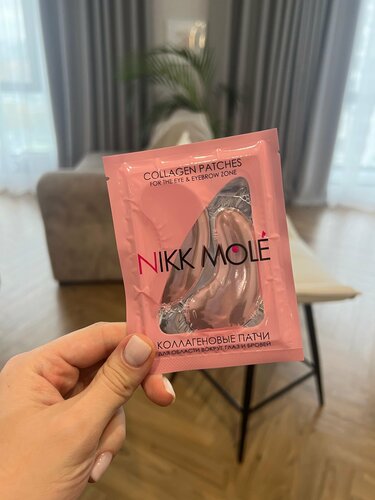 COLLAGEN PATCHES
FOR THE EYE & EYEBROW ZONE
NIKK MOLÉ
КОЛЛАГЕНОВЫЕ ПАТЧИ
ДЛЯ ОБЛАСТИ ВОКРУГ ГЛАЗ И БРОВЕЙ